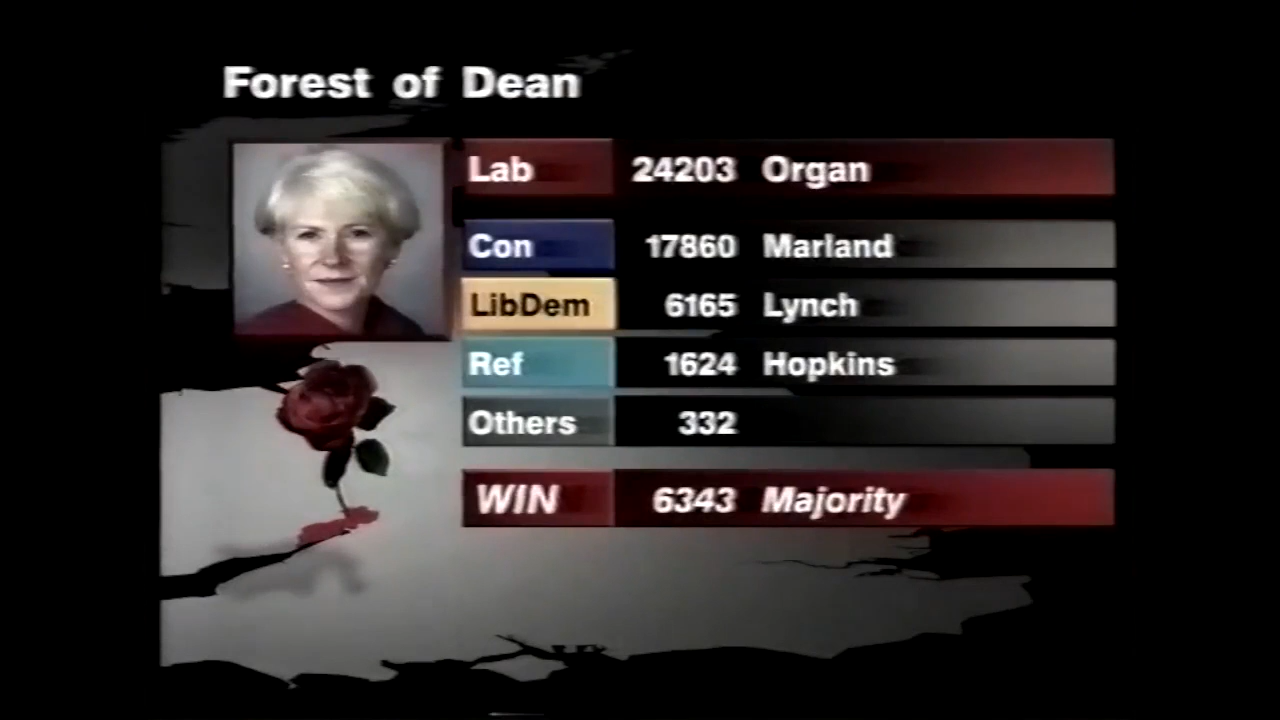 Forest of Dean
Lab 24203 Organ
Con 17860 Marland
LibDem 6165 Lynch
Ref 1624 Hopkins
Others 332
WIN 6343 Majority